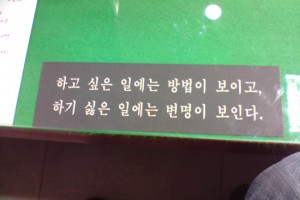 하고 싶은 일에는 방법이 보이고,
하기 싫은 일에는 변명이 보인다.